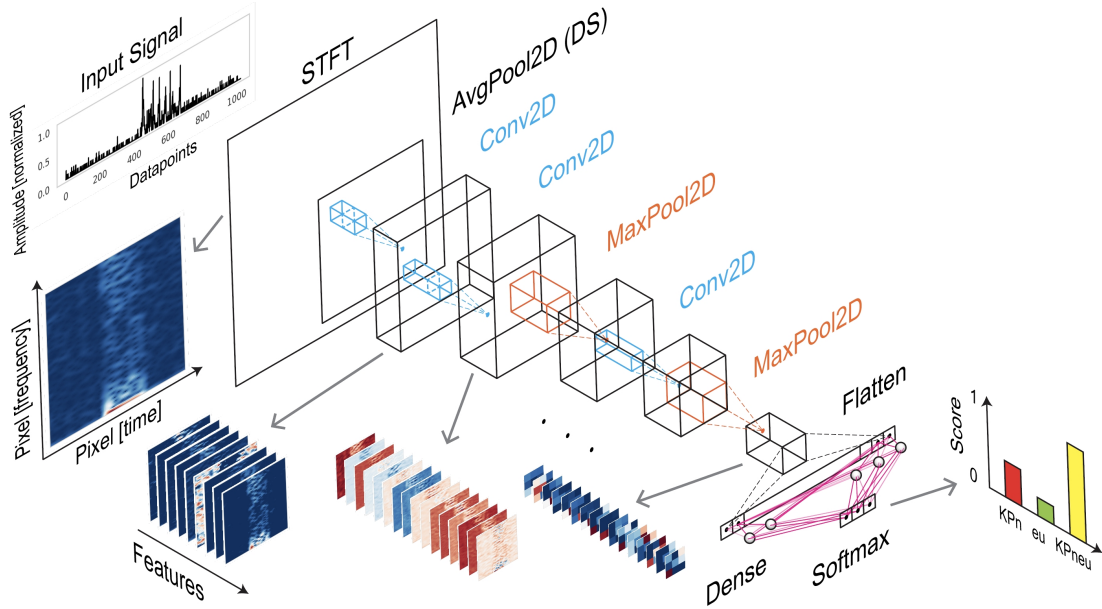 Input Signal
Amplitude [normalized]
1.0
0.5
0.0
0
200
400
600
800
1000
Datapoints
STFT
AvgPool2D (DS)
Conv2D
Conv2D
MaxPool2D
Conv2D
MaxPool2D
Flatten
Pixel [frequency]
Pixel [time]
Features
. . .
Dense
Softmax
Score
1
0
KPn
eu
KPneu